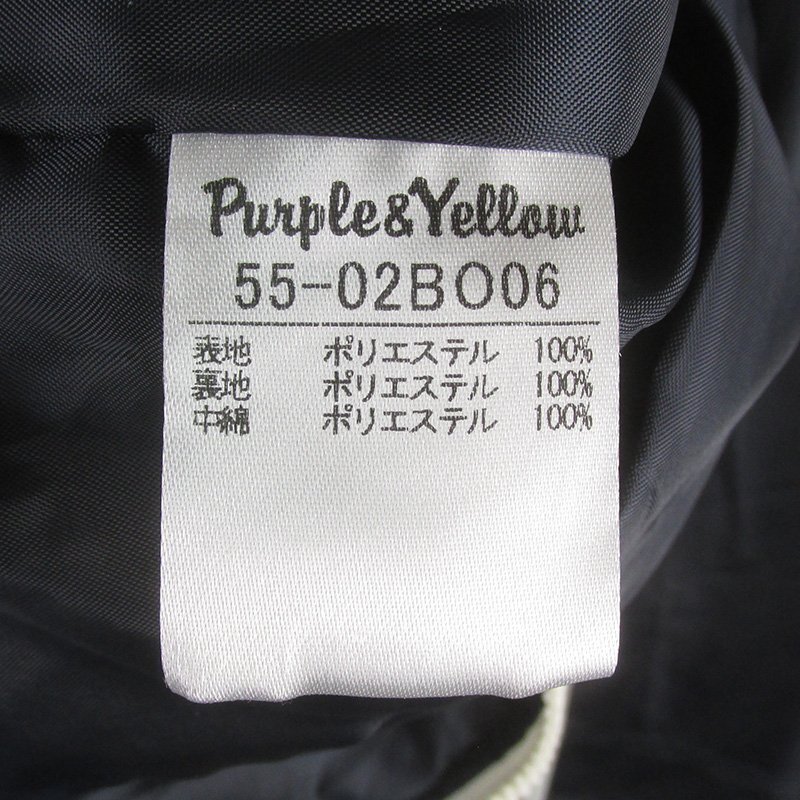 Purple&Yellow
55-02BO06
表地 ポリエステル 100%
裏地 ポリエステル 100%
中綿 ポリエステル 100%